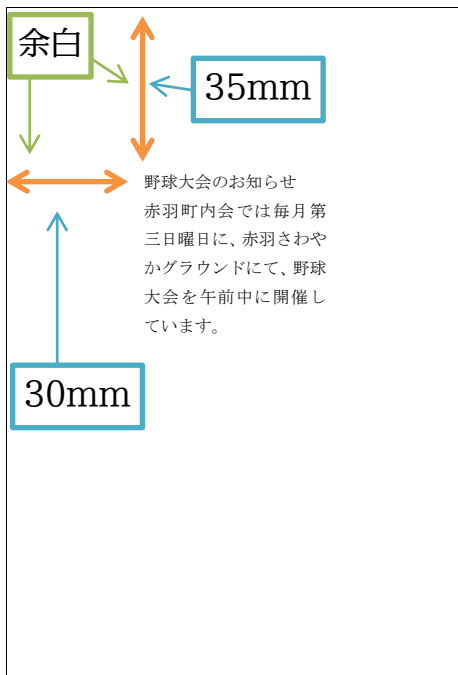 余白
35mm
野球大会のお知らせ
赤羽町内会では毎月第
三日曜日に、赤羽さわや
かグラウンドにて、野球
大会を午前中に開催し
ています。
30mm